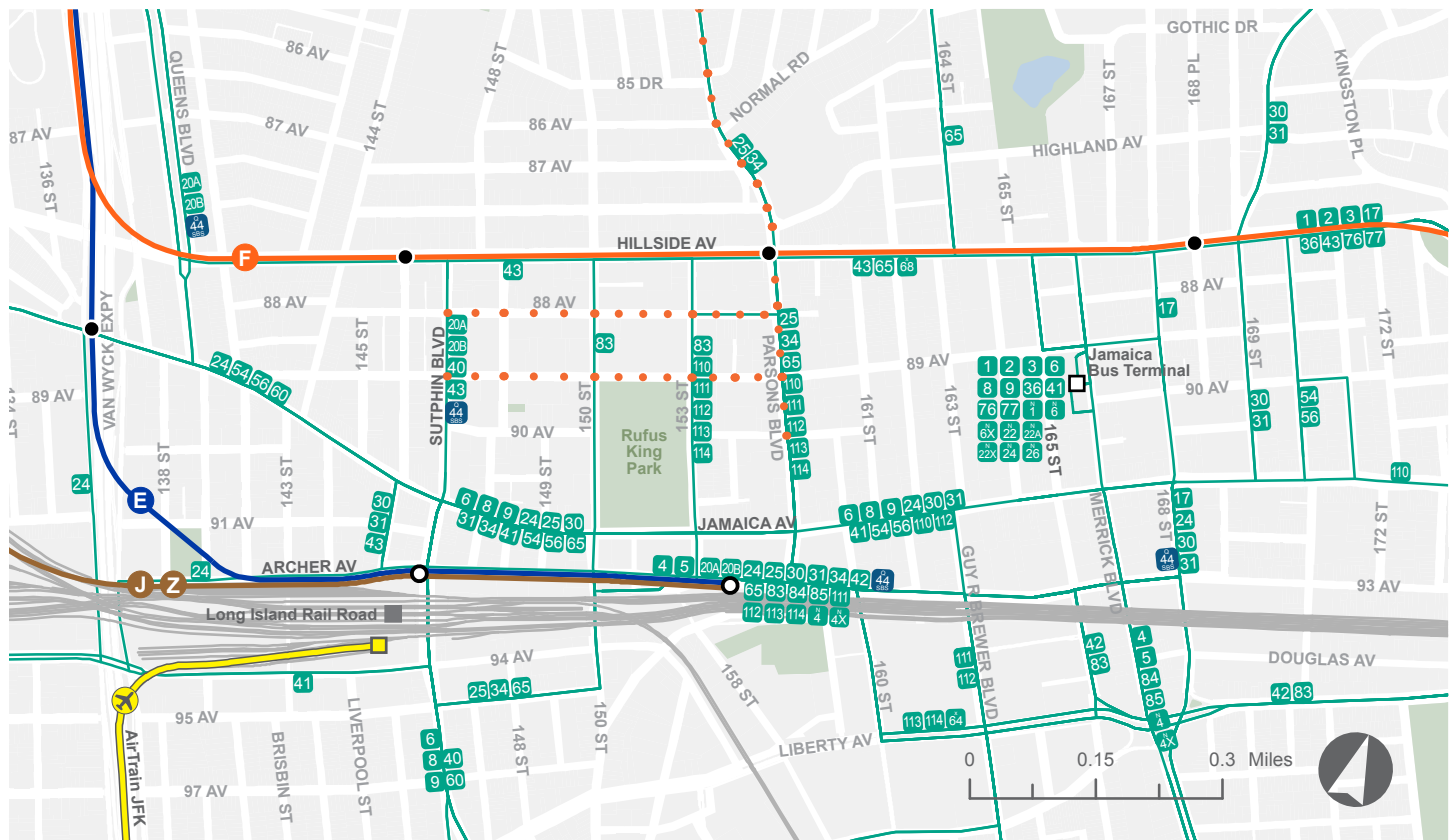 GOTHIC DR
86 AV
148 ST
85 DR
NORMAL RD
164 ST
167 ST
168 PL
KINGSTON PL
QUEENS BLVD
144 ST
87 AV
87 AV
86 AV
87 AV
25 34
65
30
31
HIGHLAND AV
136 ST
165 ST
20A
20B
Q 44 SBS
F
HILLSIDE AV
43
43 65
68
1 2 3 17
36 43 76 77
88 AV
88 AV
88 AV
17
VAN WYCK EXPY
145 ST
SUTPHIN BLVD
20A
20B
40
43
Q 44 SBS
83
150 ST
83
110
111
112
113
114
153 ST
25
34
65
110
111
112
113
114
PARSONS BLVD
89 AV
161 ST
163 ST
169 ST
172 ST
24 54 56 60
89 AV
Jamaica
Bus Terminal
1 2 3 6
8 9 36 41
76 77 N 1 N 6
N 6X N 22 N 22A
N 22X N 24 N 26
165 ST
90 AV
30
31
54
56
110
90 AV
Rufus
King
Park
149 ST
138 ST
143 ST
24
E
91 AV
30
31
43
6 8 9 24 25 30
31 34 41 54 56 65
JAMAICA AV
6 8 9 24 30 31
41 54 56 110 112
MERRICK BLVD
168 ST
17
24
30
31
Q 44 SBS
172 ST
J Z
24
ARCHER AV
4 5 20A 20B 24 25 30 31 34 42 Q 44 SBS
65 83 84 85 111
112 113 114 N 4 N 4X
GUY R BREWER BLVD
93 AV
Long Island Rail Road
94 AV
41
25 34 65
158 ST
160 ST
111
112
42
83
4
5
84
85
N 4
N 4X
DOUGLAS AV
42 83
95 AV
113 114
64
LIBERTY AV
AirTrain JFK
LIVERPOOL ST
BRISBIN ST
148 ST
150 ST
6
8 40
9 60
97 AV
0 0.15 0.3 Miles